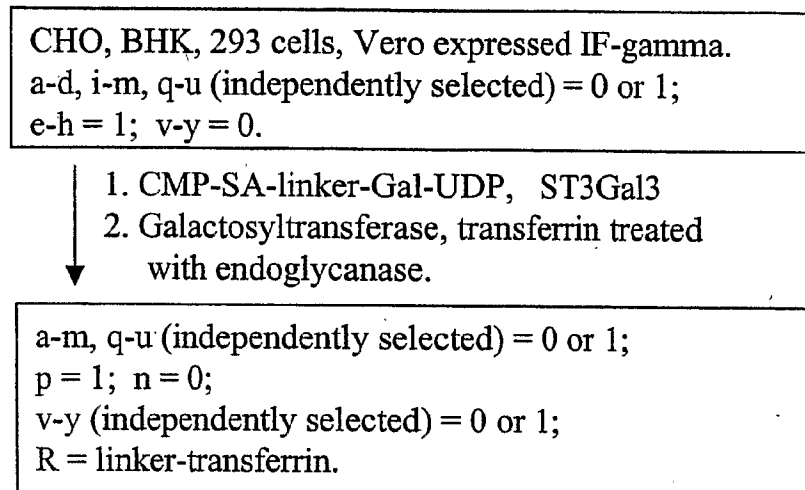 CHO, BHK, 293 cells, Vero expressed IF-gamma.
a-d, i-m, q-u (independently selected) = 0 or 1;
e-h = 1; v-y = 0.
1. CMP-SA-linker-Gal-UDP, ST3Gal3
2. Galactosyltransferase, transferrin treated
with endoglycanase.
a-m, q-u (independently selected) = 0 or 1;
p = 1; n = 0;
v-y (independently selected) = 0 or 1;
R = linker-transferrin.